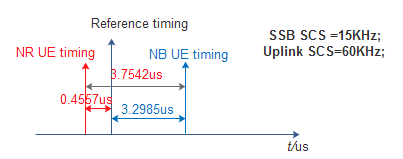 Reference timing
SSB SCS =15KHz;
Uplink SCS=60KHz;
NR UE timing
NB UE timing
3.7542us
0.4557us
3.2985us
t/us